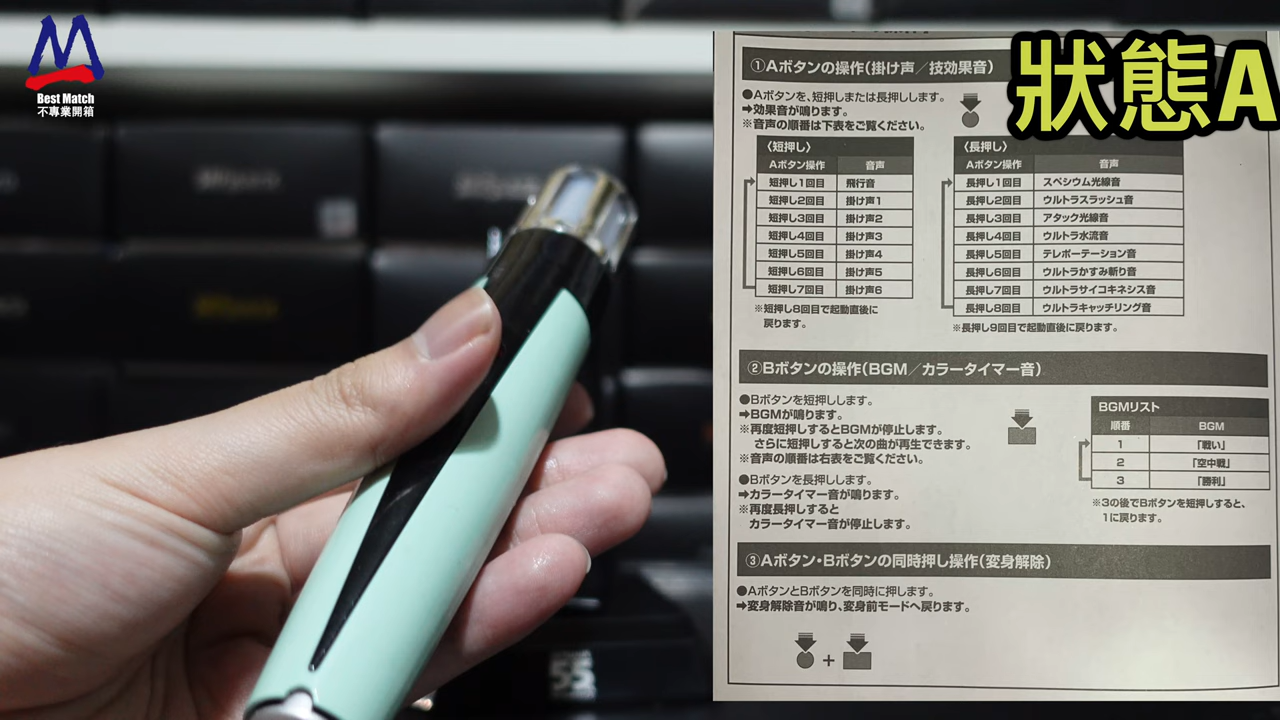 Best Match
不專業開箱
狀態A
①Aボタンの操作(掛け声／技効果音)
●Aボタンを、短押しまたは長押しします。
➡効果音が鳴ります。
※音声の順番は下表をご覧ください。
〈短押し〉
Aボタン操作 音声
短押し1回目 飛行音
短押し2回目 掛け声1
短押し3回目 掛け声2
短押し4回目 掛け声3
短押し5回目 掛け声4
短押し6回目 掛け声5
短押し7回目 掛け声6
※短押し8回目で起動直後に
戻ります。
〈長押し〉
Aボタン操作 音声
長押し1回目 スペシウム光線音
長押し2回目 ウルトラスラッシュ音
長押し3回目 アタック光線音
長押し4回目 ウルトラ水流音
長押し5回目 テレポーテーション音
長押し6回目 ウルトラかすみ斬り音
長押し7回目 ウルトラサイコキネシス音
長押し8回目 ウルトラキャッチリング音
※長押し9回目で起動直後に戻ります。
②Bボタンの操作(BGM／カラータイマー音)
●Bボタンを短押しします。
➡BGMが鳴ります。
※再度短押しするとBGMが停止します。
さらに短押しすると次の曲が再生できます。
※音声の順番は右表をご覧ください。
●Bボタンを長押しします。
➡カラータイマー音が鳴ります。
※再度長押しすると
カラータイマー音が停止します。
BGMリスト
順番 BGM
1 「戦い」
2 「空中戦」
3 「勝利」
※3の後でBボタンを短押しすると、
1に戻ります。
③Aボタン・Bボタンの同時押し操作(変身解除)
●AボタンとBボタンを同時に押します。
➡変身解除音が鳴り、変身前モードへ戻ります。
+